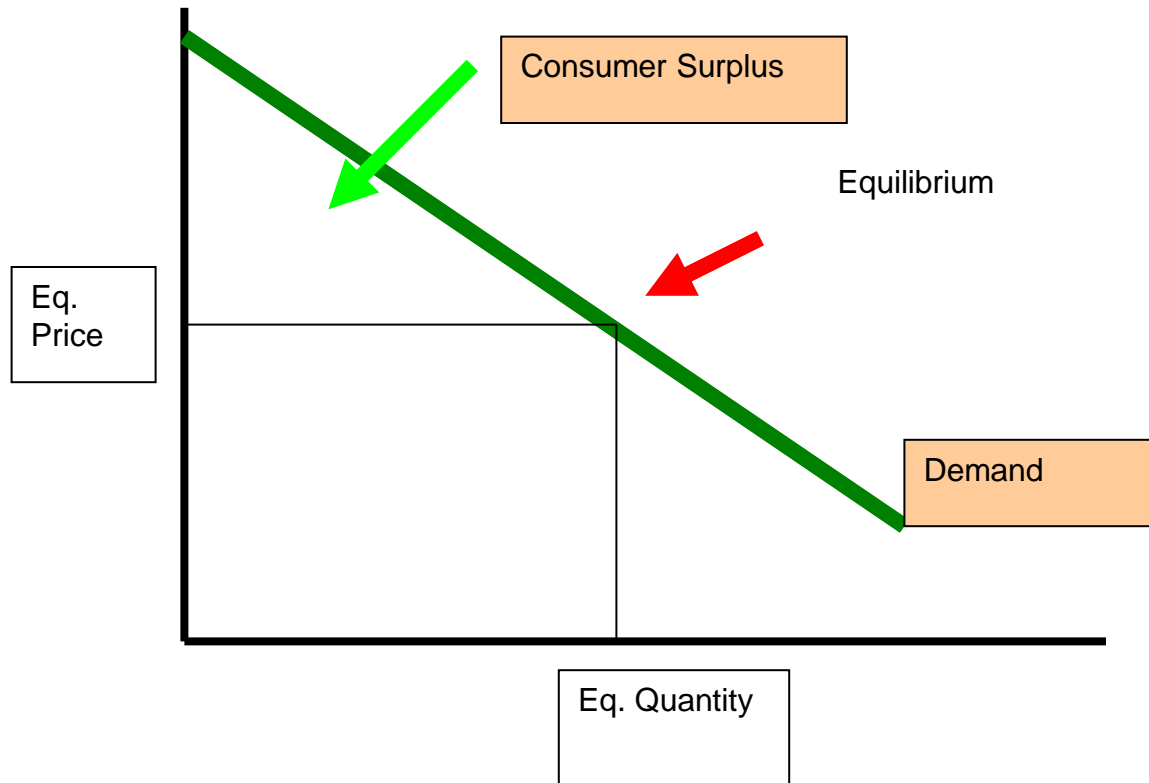 Consumer Surplus
Equilibrium
Eq.
Price
Demand
Eq. Quantity